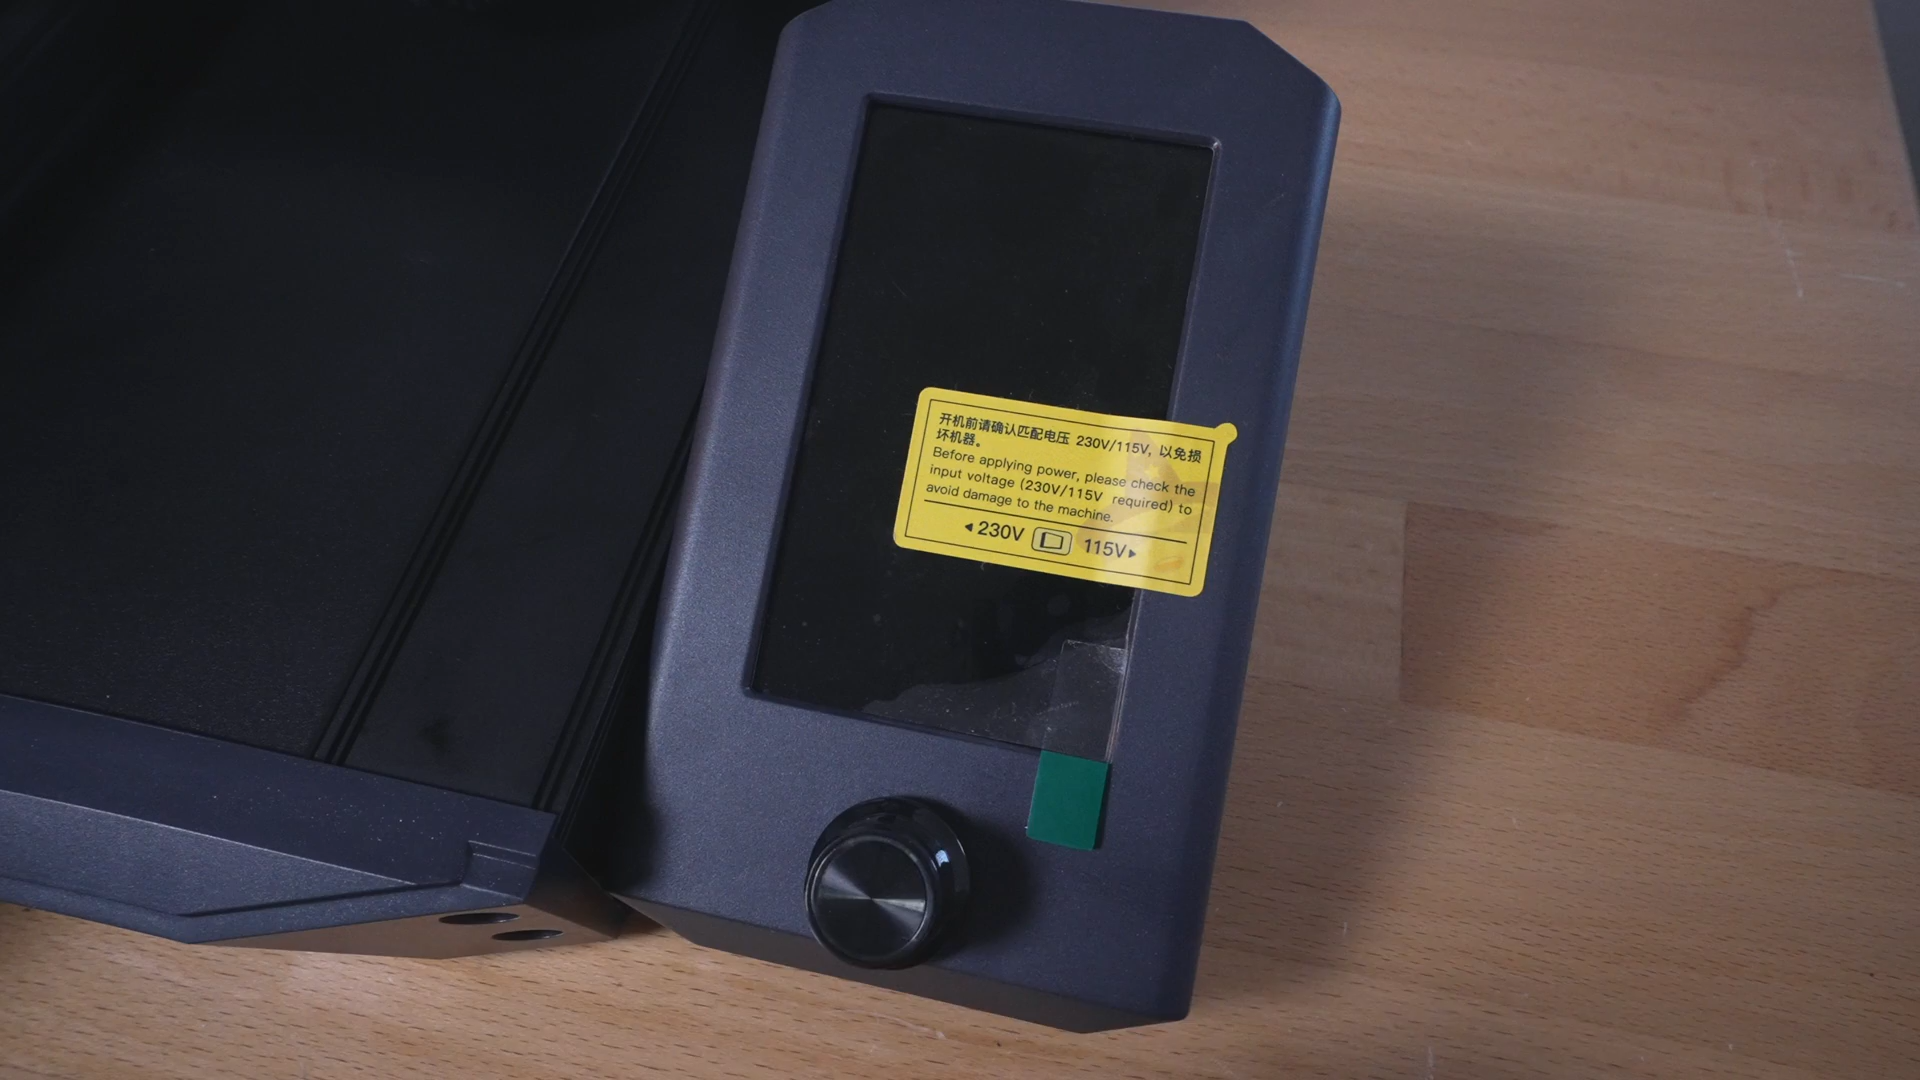 开机前请确认匹配电压 230V/115V, 以免损
坏机器。
Before applying power, please check the
input voltage (230V/115V required) to
avoid damage to the machine.
◂230V 115V▸